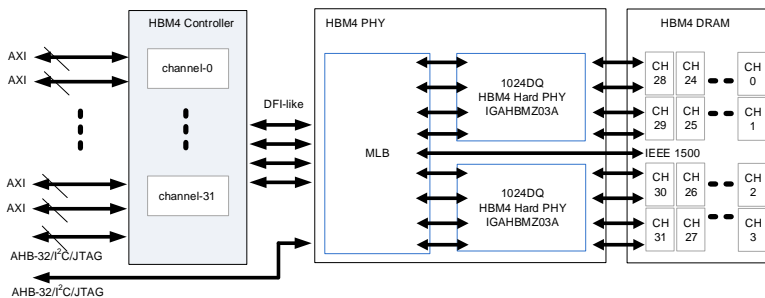 HBM4 Controller
AXI
AXI
channel-0
AXI
AXI
channel-31
AHB-32/I²C/JTAG
AHB-32/I²C/JTAG
DFI-like
HBM4 PHY
MLB
1024DQ
HBM4 Hard PHY
IGAHBMZ03A
1024DQ
HBM4 Hard PHY
IGAHBMZ03A
IEEE 1500
HBM4 DRAM
CH
28
CH
24
CH
0
CH
29
CH
25
CH
1
CH
30
CH
26
CH
2
CH
31
CH
27
CH
3